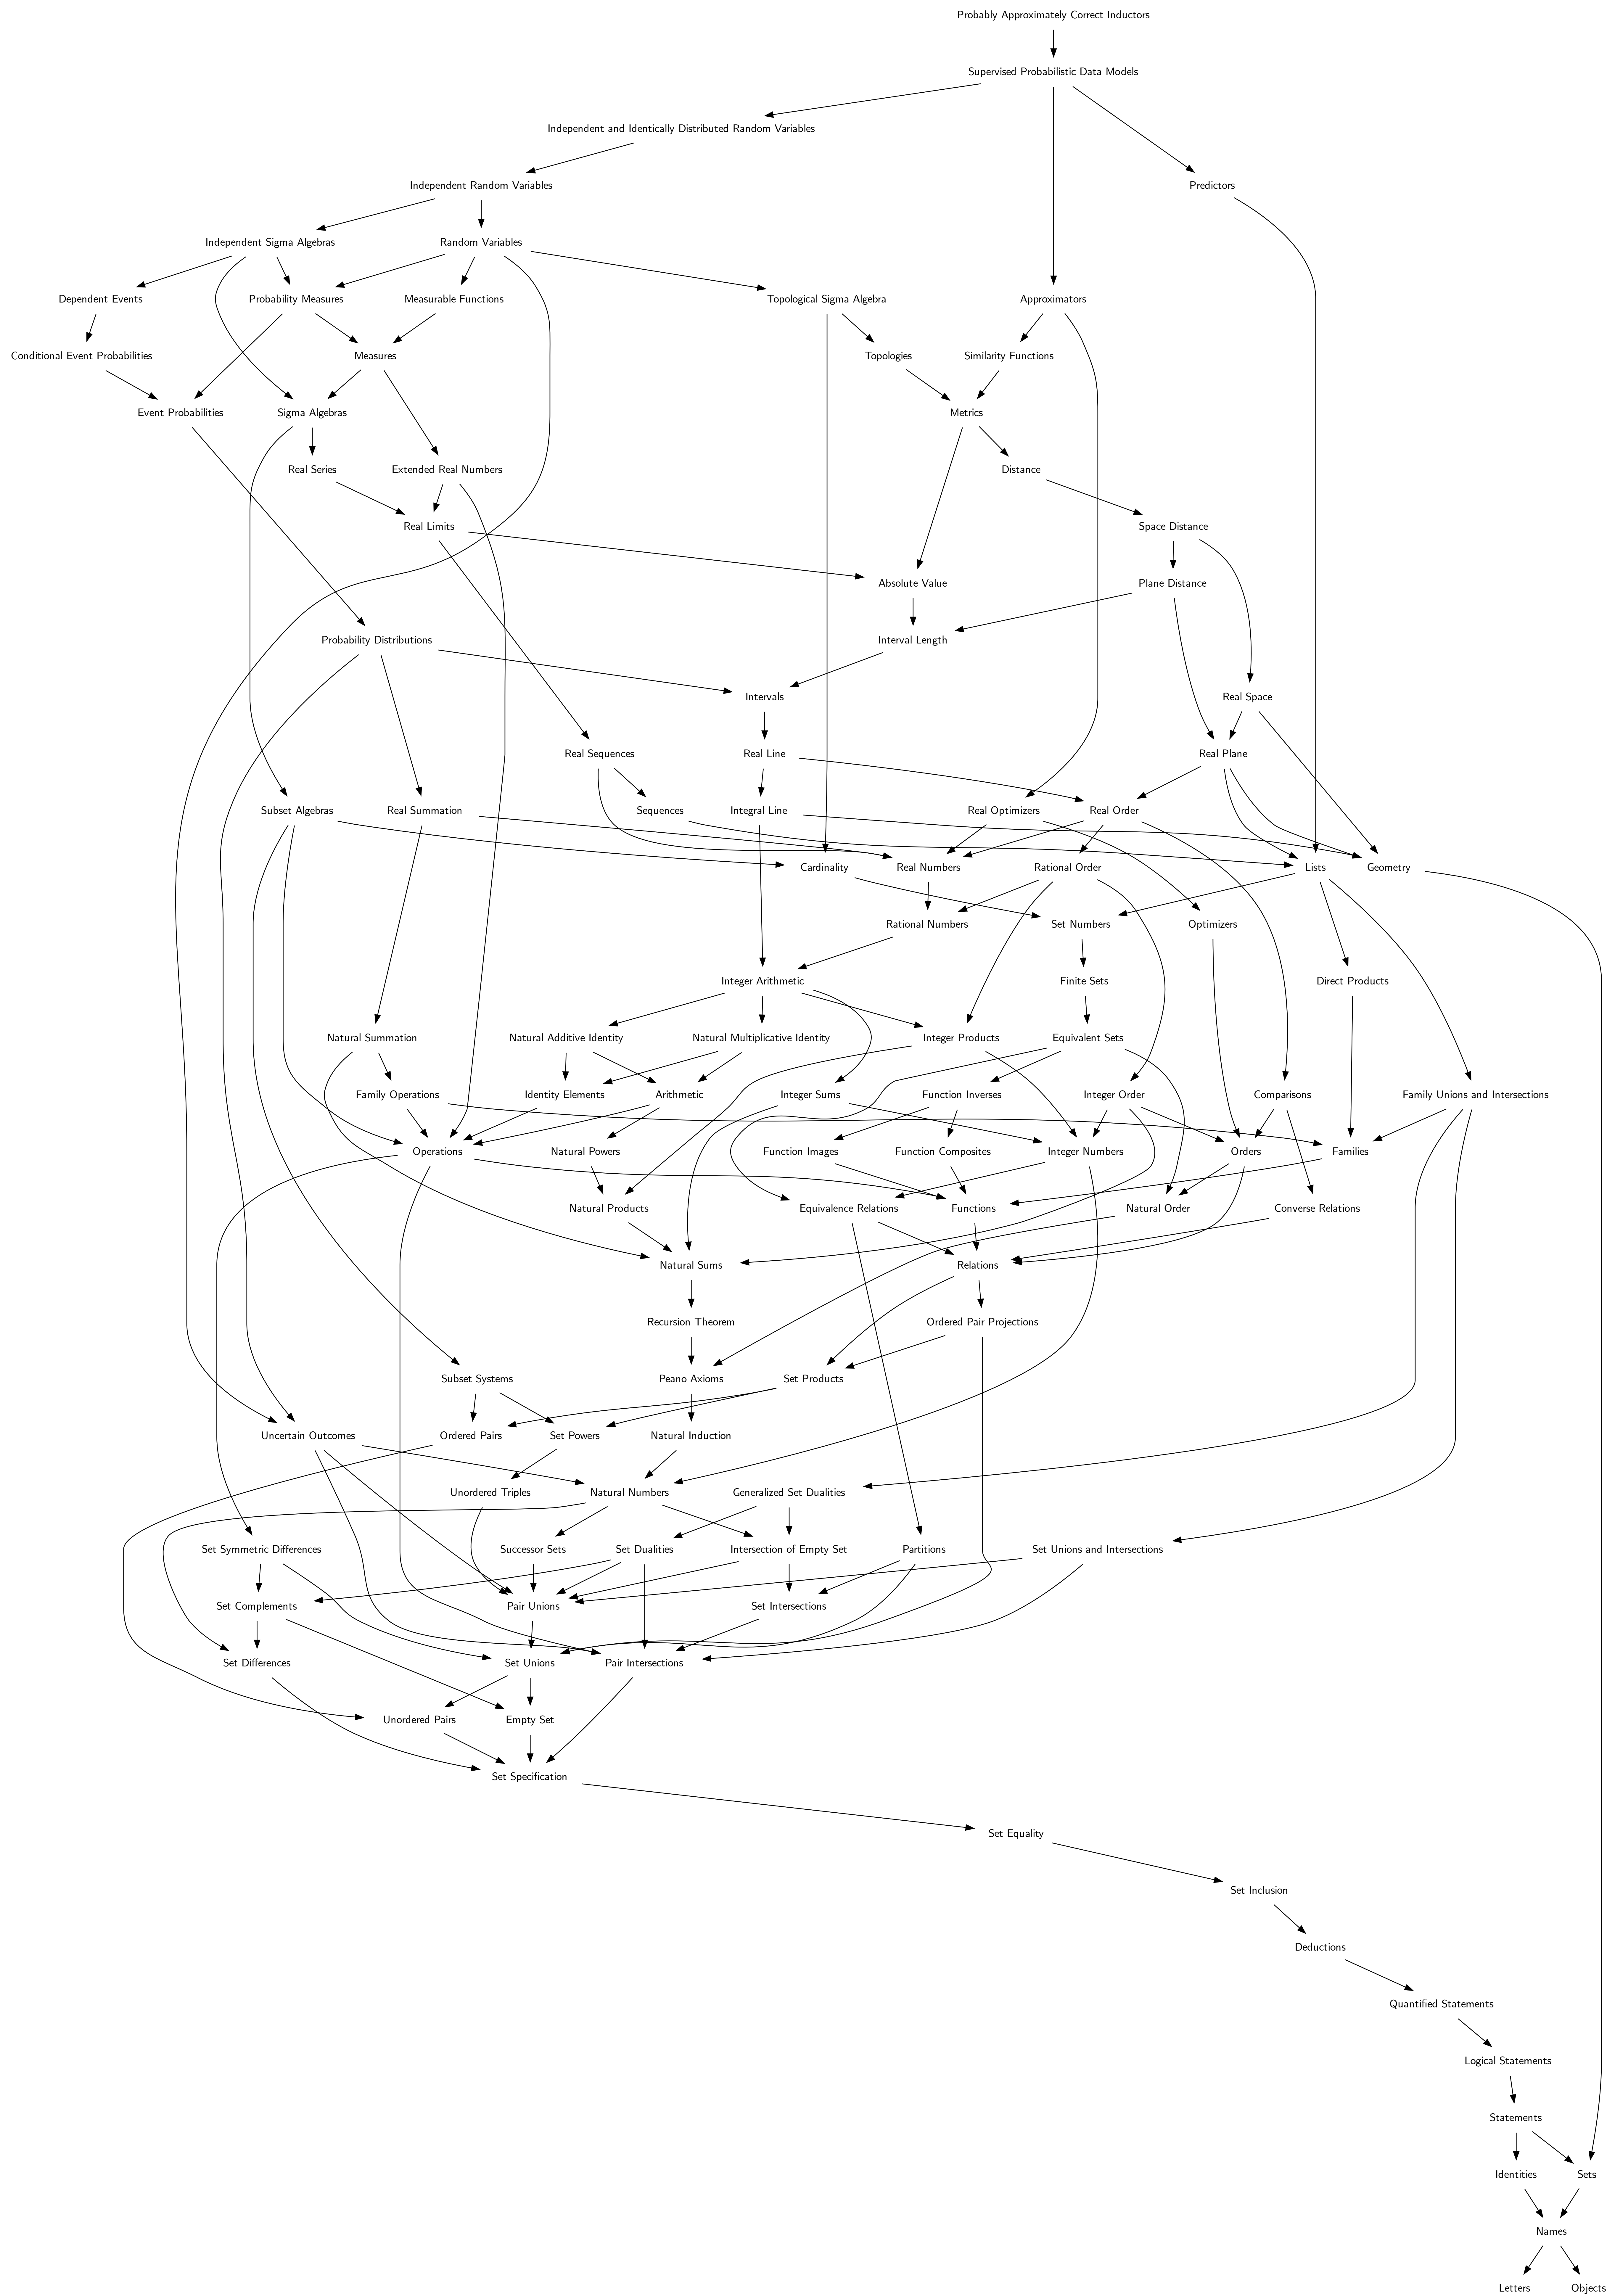 Probably Approximately Correct Inductors
Supervised Probabilistic Data Models
Independent and Identically Distributed Random Variables
Independent Random Variables
Predictors
Independent Sigma Algebras
Random Variables
Dependent Events
Probability Measures
Measurable Functions
Topological Sigma Algebra
Approximators
Conditional Event Probabilities
Measures
Topologies
Similarity Functions
Event Probabilities
Sigma Algebras
Metrics
Real Series
Extended Real Numbers
Distance
Real Limits
Space Distance
Absolute Value
Plane Distance
Probability Distributions
Interval Length
Intervals
Real Space
Real Sequences
Real Line
Real Plane
Subset Algebras
Real Summation
Sequences
Integral Line
Real Optimizers
Real Order
Cardinality
Real Numbers
Rational Order
Lists
Geometry
Rational Numbers
Set Numbers
Optimizers
Integer Arithmetic
Finite Sets
Direct Products
Natural Summation
Natural Additive Identity
Natural Multiplicative Identity
Integer Products
Equivalent Sets
Family Operations
Identity Elements
Arithmetic
Integer Sums
Function Inverses
Integer Order
Comparisons
Family Unions and Intersections
Operations
Natural Powers
Function Images
Function Composites
Integer Numbers
Orders
Families
Natural Products
Equivalence Relations
Functions
Natural Order
Converse Relations
Natural Sums
Relations
Recursion Theorem
Ordered Pair Projections
Subset Systems
Peano Axioms
Set Products
Uncertain Outcomes
Ordered Pairs
Set Powers
Natural Induction
Unordered Triples
Natural Numbers
Generalized Set Dualities
Set Symmetric Differences
Successor Sets
Set Dualities
Intersection of Empty Set
Partitions
Set Unions and Intersections
Set Complements
Pair Unions
Set Intersections
Set Differences
Set Unions
Pair Intersections
Unordered Pairs
Empty Set
Set Specification
Set Equality
Set Inclusion
Deductions
Quantified Statements
Logical Statements
Statements
Identities
Sets
Names
Letters
Objects